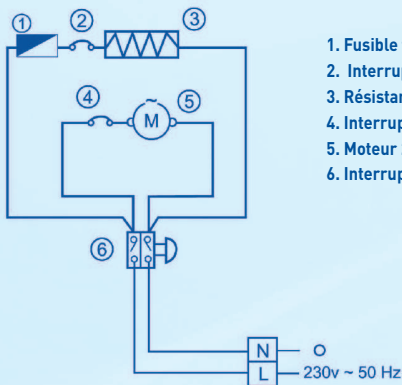 1 2 3
4 ~ 5
M
6
N O
L 230v ~ 50 Hz
1. Fusible
2. Interrup
3. Résistan
4. Interrup
5. Moteur
6. Interrup